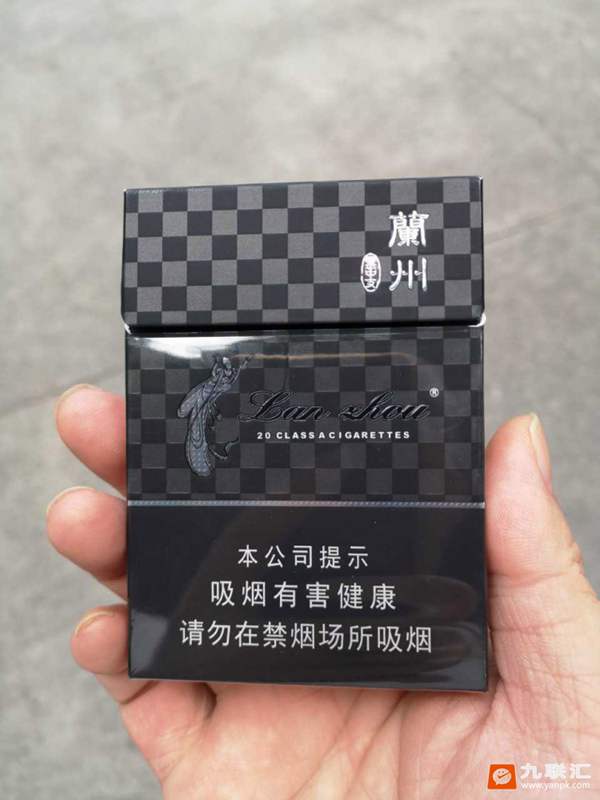 蘭州
Lan zhou®
20 CLASS A CIGARETTES
本公司提示
吸烟有害健康
请勿在禁烟场所吸烟
九联汇
www.yanpk.com